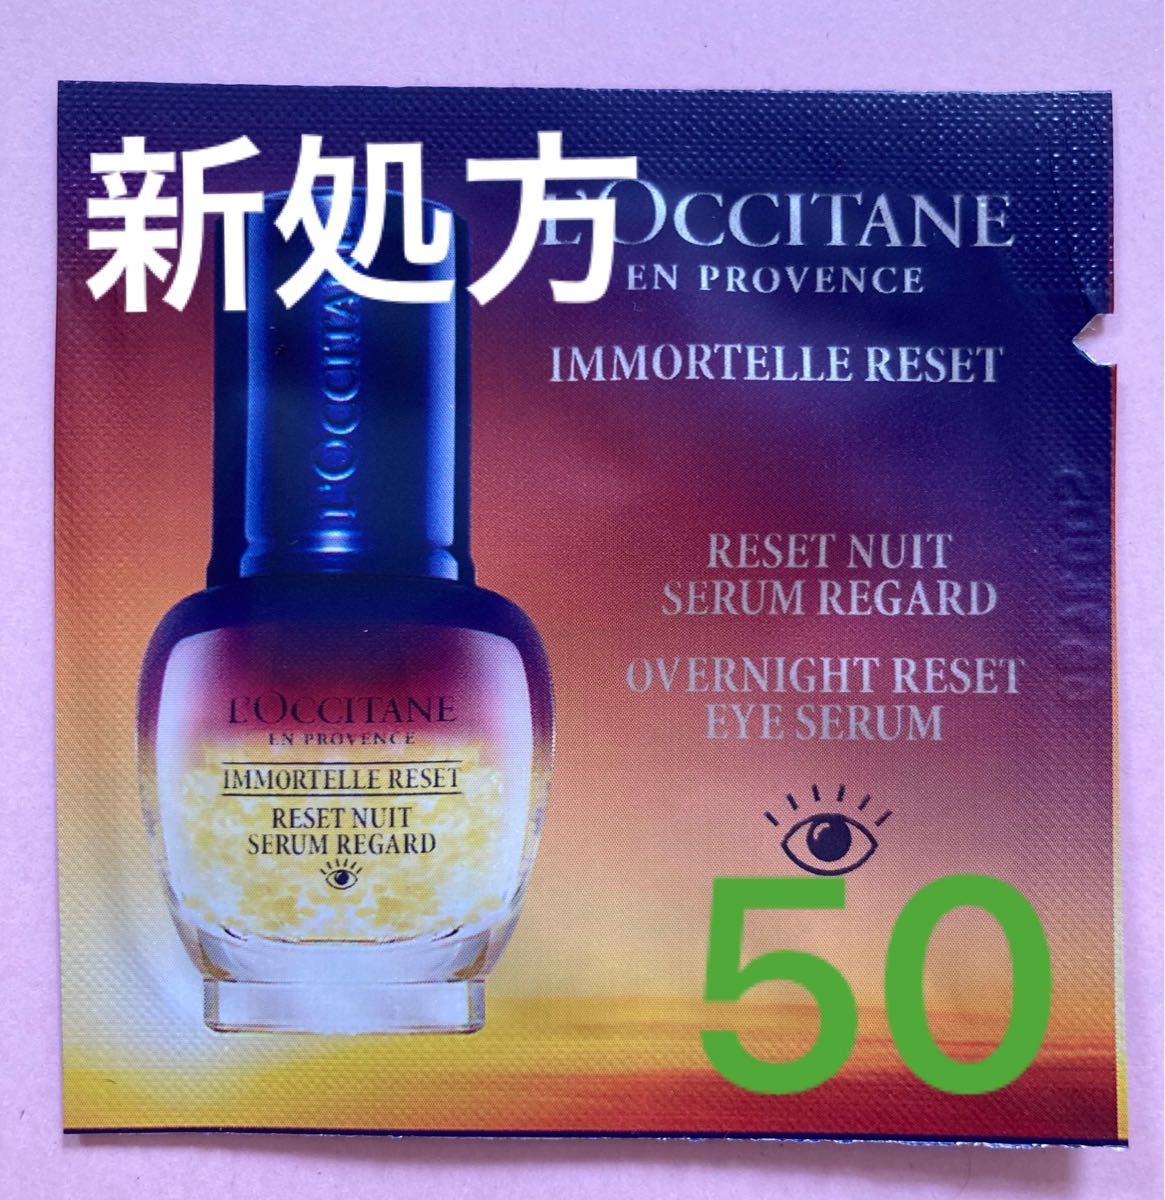 新処方
L'OCCITANE
EN PROVENCE
IMMORTELLE RESET
RESET NUIT
SERUM REGARD
OVERNIGHT RESET
EYE SERUM
50
L'OCCITANE
L'OCCITANE
EN PROVENCE
IMMORTELLE RESET
RESET NUIT
SERUM REGARD